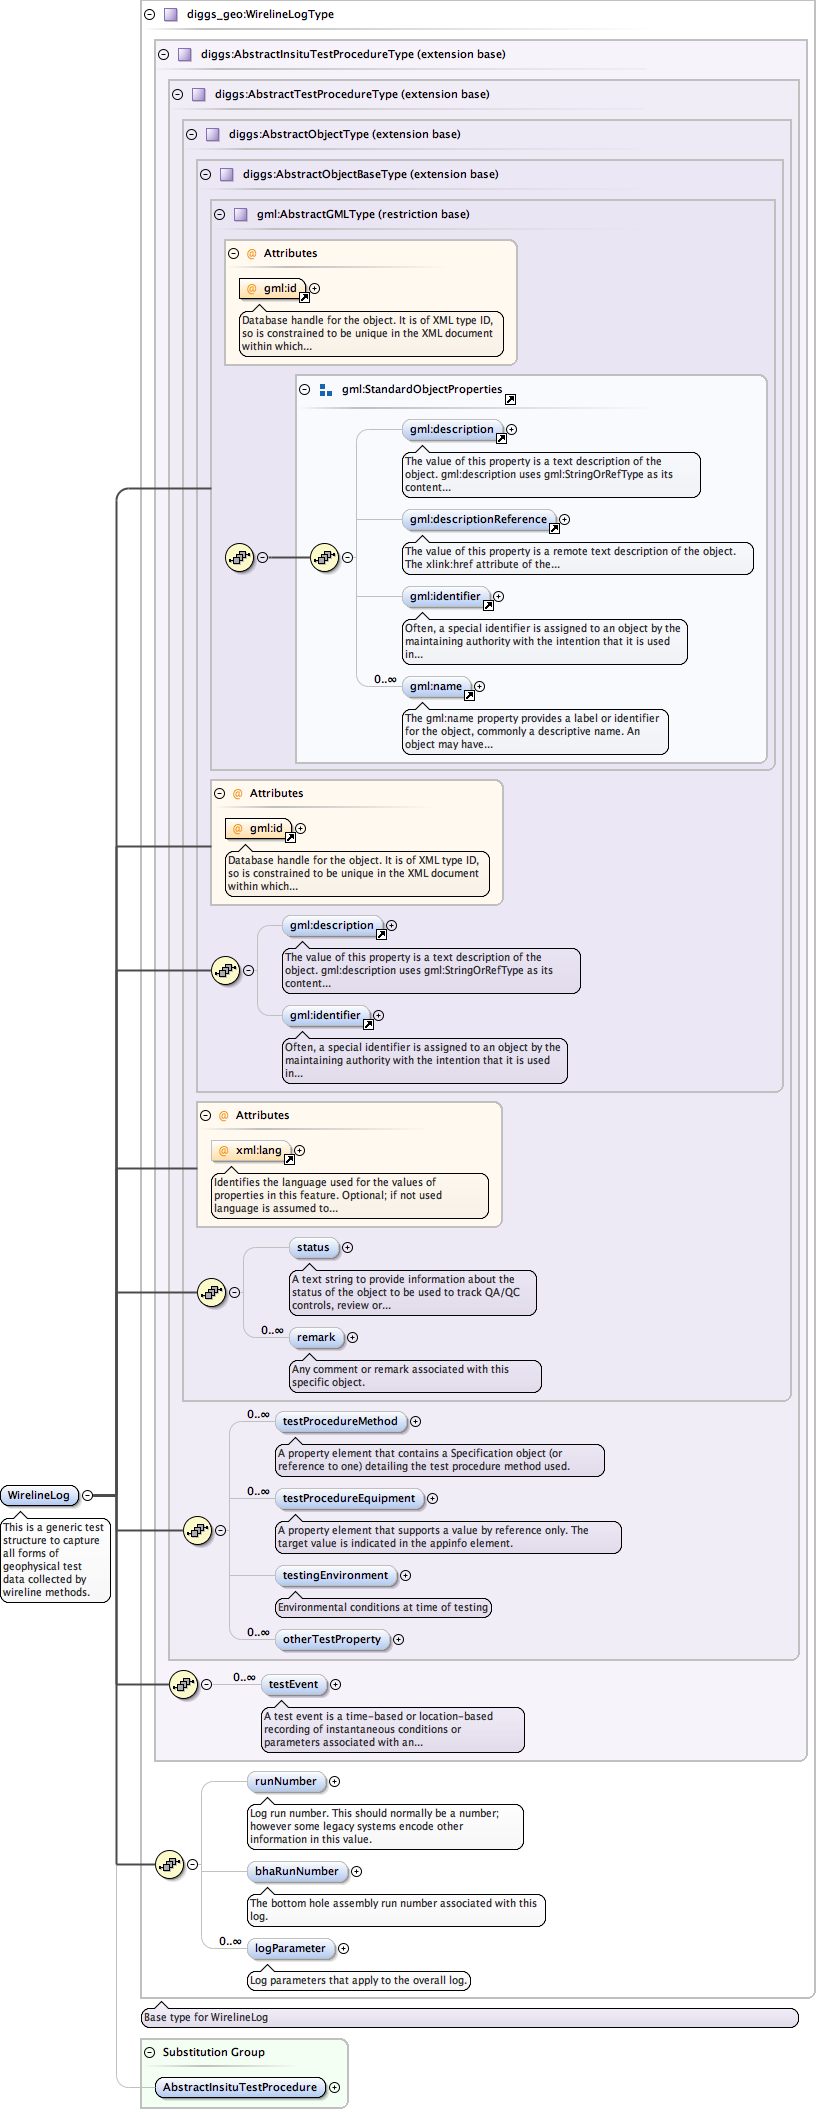 diggs_geo:WirelineLogType
diggs:AbstractInsituTestProcedureType (extension base)
diggs:AbstractTestProcedureType (extension base)
diggs:AbstractObjectType (extension base)
diggs:AbstractObjectBaseType (extension base)
gml:AbstractGMLType (restriction base)
@ Attributes
@ gml:id
Database handle for the object. It is of XML type ID,
so is constrained to be unique in the XML document
within which...
gml:StandardObjectProperties
gml:description
The value of this property is a text description of the
object. gml:description uses gml:StringOrRefType as its
content...
gml:descriptionReference
The value of this property is a remote text description of the object.
The xlink:href attribute of the...
gml:identifier
Often, a special identifier is assigned to an object by the
maintaining authority with the intention that it is used
in...
0..∞
gml:name
The gml:name property provides a label or identifier
for the object, commonly a descriptive name. An
object may have...
@ Attributes
@ gml:id
Database handle for the object. It is of XML type ID,
so is constrained to be unique in the XML document
within which...
gml:description
The value of this property is a text description of the
object. gml:description uses gml:StringOrRefType as its
content...
gml:identifier
Often, a special identifier is assigned to an object by the
maintaining authority with the intention that it is used
in...
@ Attributes
@ xml:lang
Identifies the language used for the values of
properties in this feature. Optional; if not used
language is assumed to...
status
A text string to provide information about the
status of the object to be used to track QA/QC
controls, review or...
0..∞
remark
Any comment or remark associated with this
specific object.
0..∞
testProcedureMethod
A property element that contains a Specification object (or
reference to one) detailing the test procedure method used.
0..∞
testProcedureEquipment
A property element that supports a value by reference only. The
target value is indicated in the appinfo element.
testingEnvironment
Environmental conditions at time of testing
0..∞
otherTestProperty
WirelineLog
This is a generic test
structure to capture
all forms of
geophysical test
data collected by
wireline methods.
0..∞
testEvent
A test event is a time-based or location-based
recording of instantaneous conditions or
parameters associated with an...
runNumber
Log run number. This should normally be a number;
however some legacy systems encode other
information in this value.
bhaRunNumber
The bottom hole assembly run number associated with this
log.
0..∞
logParameter
Log parameters that apply to the overall log.
Base type for WirelineLog
Substitution Group
AbstractInsituTestProcedure